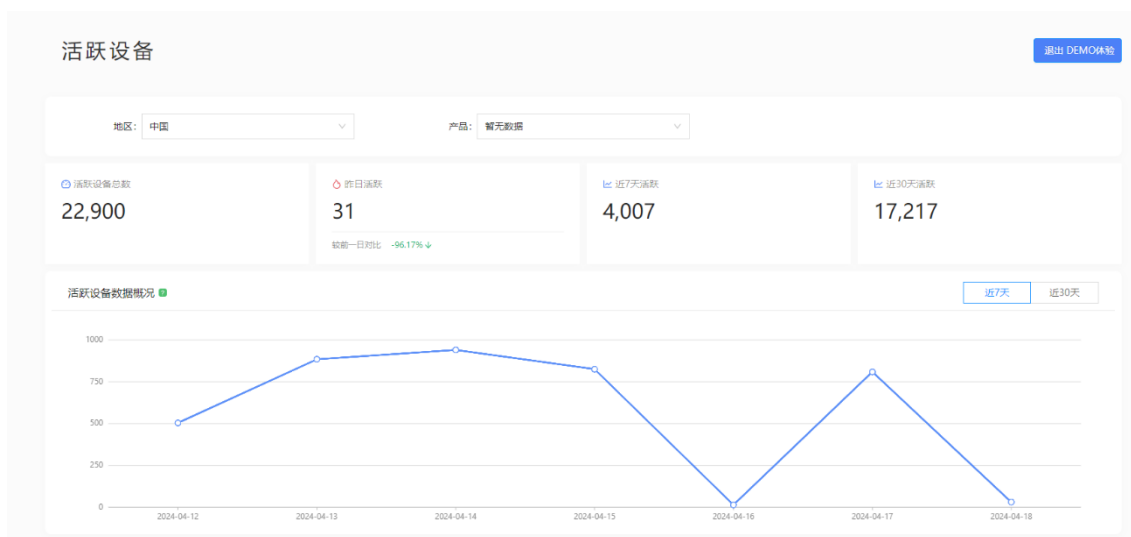 活跃设备
退出 DEMO体验
地区： 中国
产品： 暂无数据
活跃设备总数
22,900
昨日活跃
31
较前一日对比 -96.17%
近7天活跃
4,007
近30天活跃
17,217
活跃设备数据概况 ?
近7天 近30天
1000
750
500
250
0
2024-04-12 2024-04-13 2024-04-14 2024-04-15 2024-04-16 2024-04-17 2024-04-18